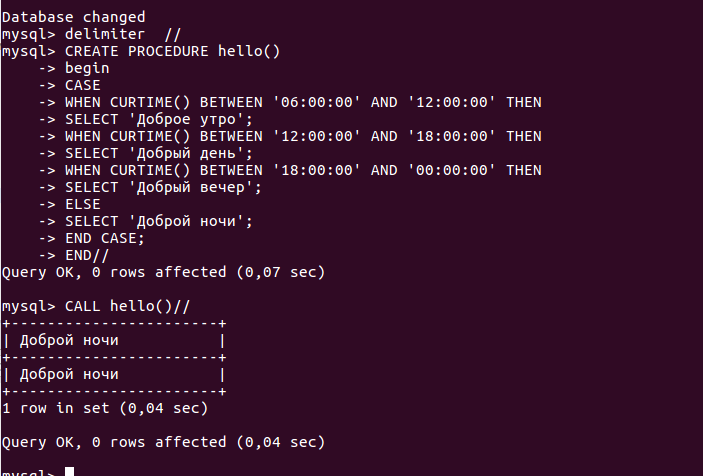 Database changed
mysql> delimiter  //
mysql> CREATE PROCEDURE hello()
    -> begin
    -> CASE
    -> WHEN CURTIME() BETWEEN '06:00:00' AND '12:00:00' THEN
    -> SELECT 'Доброе утро';
    -> WHEN CURTIME() BETWEEN '12:00:00' AND '18:00:00' THEN
    -> SELECT 'Добрый день';
    -> WHEN CURTIME() BETWEEN '18:00:00' AND '00:00:00' THEN
    -> SELECT 'Добрый вечер';
    -> ELSE
    -> SELECT 'Доброй ночи';
    -> END CASE;
    -> END//
Query OK, 0 rows affected (0,07 sec)
mysql> CALL hello()//
+-----------------------+
| Доброй ночи           |
+-----------------------+
| Доброй ночи           |
+-----------------------+
1 row in set (0,04 sec)
Query OK, 0 rows affected (0,04 sec)
mysql>